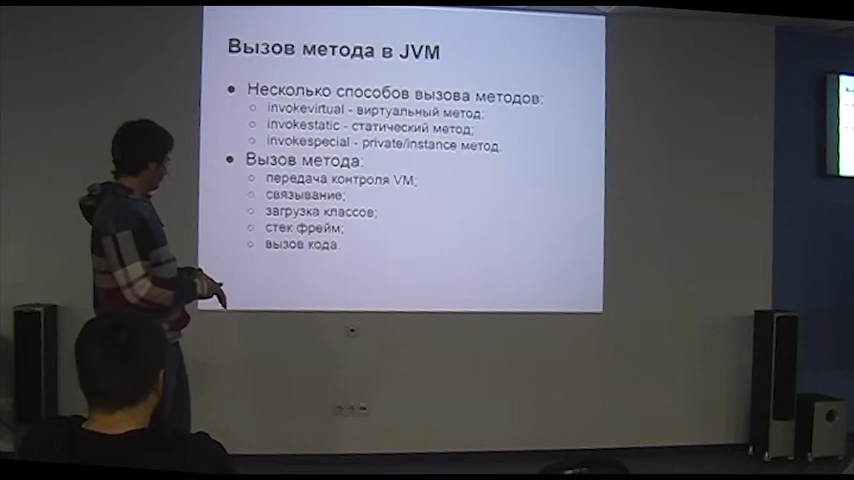 Вызов метода в JVM
Несколько способов вызова методов:
invokevirtual - виртуальный метод;
invokestatic - статический метод;
invokespecial - private/instance метод.
Вызов метода:
передача контроля VM;
связывание;
загрузка классов;
стек фрейм;
вызов кода.